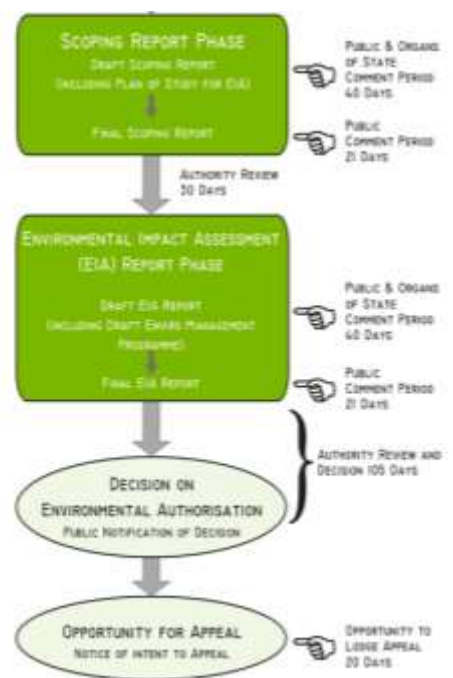 SCOPING REPORT PHASE
DRAFT SCOPING REPORT
(INCLUDING PLAN OF STUDY FOR EIA)
FINAL SCOPING REPORT
PUBLIC & ORGANS
OF STATE
COMMENT PERIOD
40 DAYS
PUBLIC
COMMENT PERIOD
21 DAYS
AUTHORITY REVIEW
30 DAYS
ENVIRONMENTAL IMPACT ASSESSMENT
(EIA) REPORT PHASE
DRAFT EIA REPORT
(INCLUDING DRAFT ENVIRO MANAGEMENT
PROGRAMME)
FINAL EIA REPORT
PUBLIC & ORGANS
OF STATE
COMMENT PERIOD
40 DAYS
PUBLIC
COMMENT PERIOD
21 DAYS
AUTHORITY REVIEW AND
DECISION 105 DAYS
DECISION ON
ENVIRONMENTAL AUTHORISATION
PUBLIC NOTIFICATION OF DECISION
OPPORTUNITY FOR APPEAL
NOTICE OF INTENT TO APPEAL
OPPORTUNITY TO
LODGE APPEAL
20 DAYS